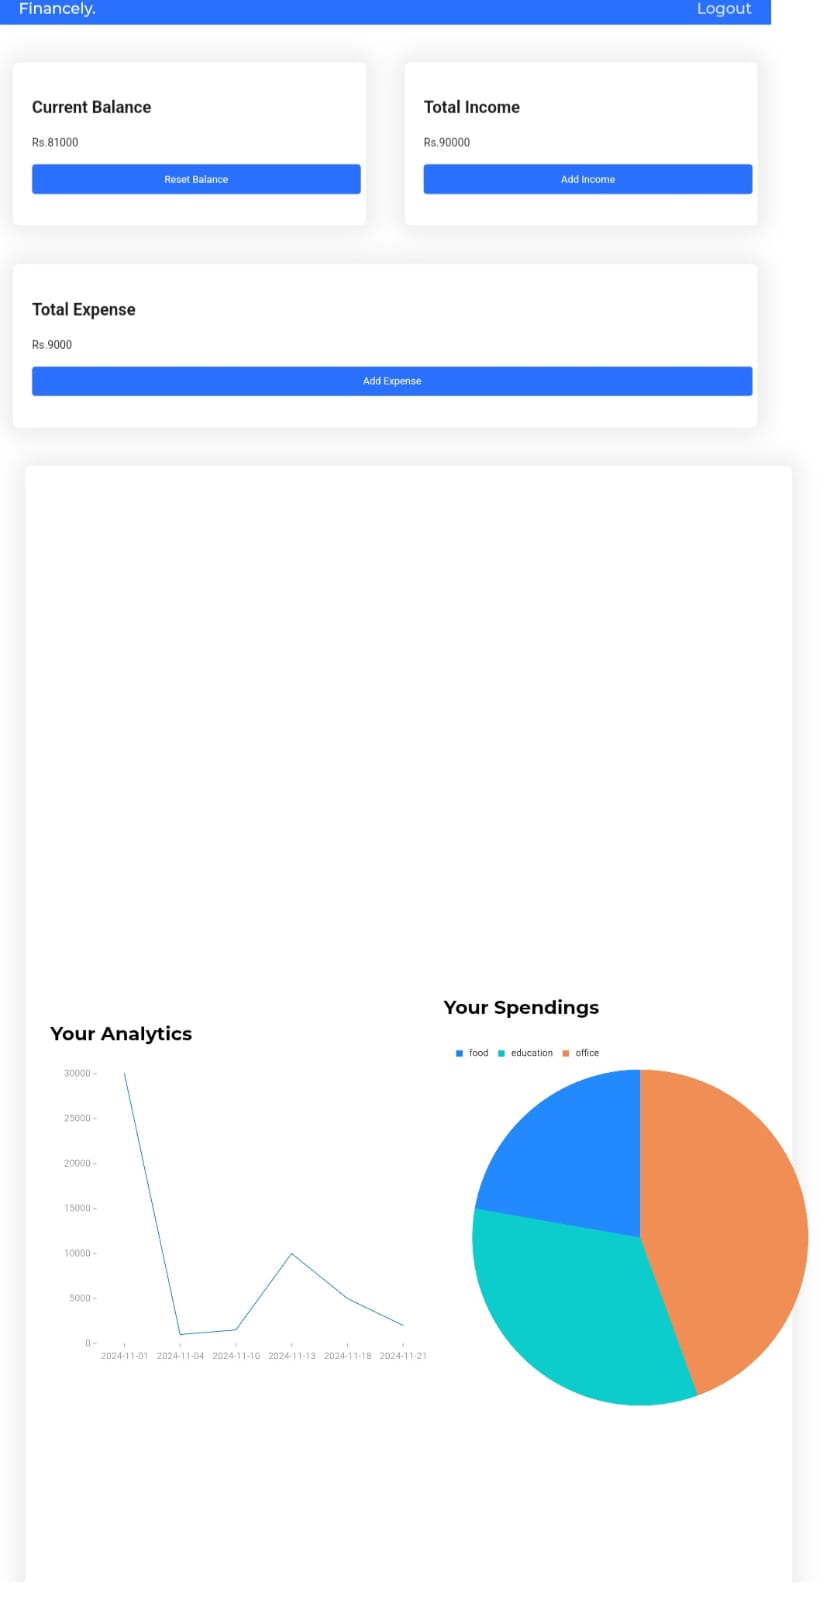 Financely. Logout
Current Balance
Rs.81000
Reset Balance
Total Income
Rs.90000
Add Income
Total Expense
Rs.9000
Add Expense
Your Analytics
30000
25000
20000
15000
10000
5000
0
2024-11-01 2024-11-04 2024-11-10 2024-11-13 2024-11-18 2024-11-21
Your Spendings
food education office